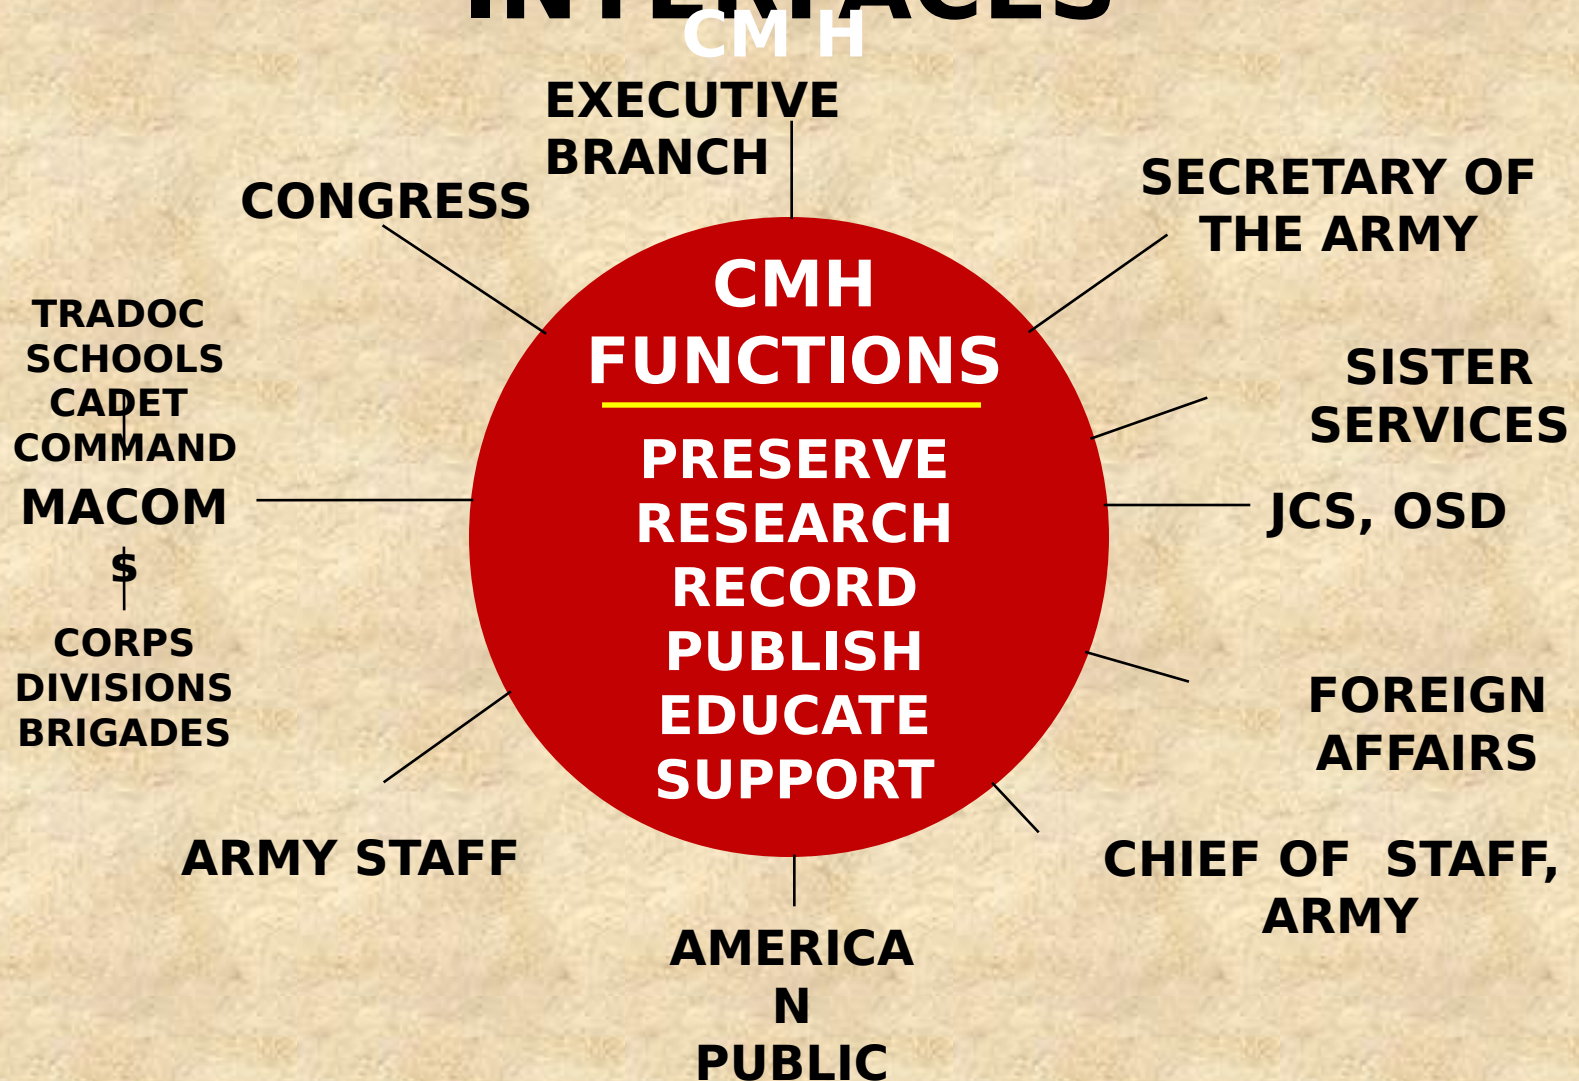 INTERFACES
CM H
EXECUTIVE
BRANCH
CONGRESS
SECRETARY OF
THE ARMY
CMH
FUNCTIONS
PRESERVE
RESEARCH
RECORD
PUBLISH
EDUCATE
SUPPORT
TRADOC
SCHOOLS
CADET
COMMAND
MACOM
$
CORPS
DIVISIONS
BRIGADES
SISTER
SERVICES
JCS, OSD
FOREIGN
AFFAIRS
ARMY STAFF
CHIEF OF  STAFF,
ARMY
AMERICA
N
PUBLIC